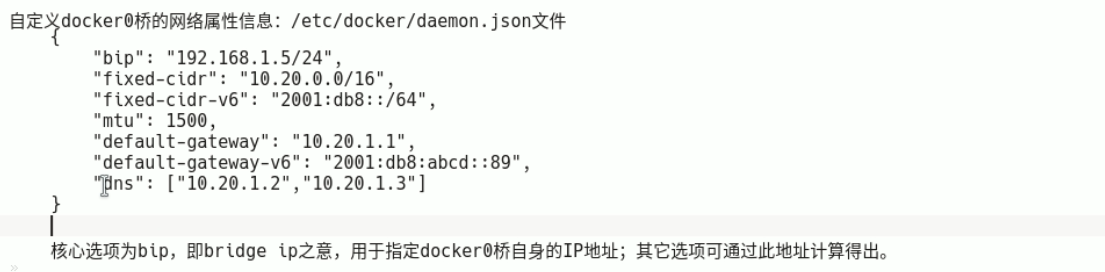 自定义docker0桥的网络属性信息：/etc/docker/daemon.json文件
{
"bip": "192.168.1.5/24",
"fixed-cidr": "10.20.0.0/16",
"fixed-cidr-v6": "2001:db8::/64",
"mtu": 1500,
"default-gateway": "10.20.1.1",
"default-gateway-v6": "2001:db8:abcd::89",
"dns": ["10.20.1.2","10.20.1.3"]
}
核心选项为bip，即bridge ip之意，用于指定docker0桥自身的IP地址；其它选项可通过此地址计算得出。
»